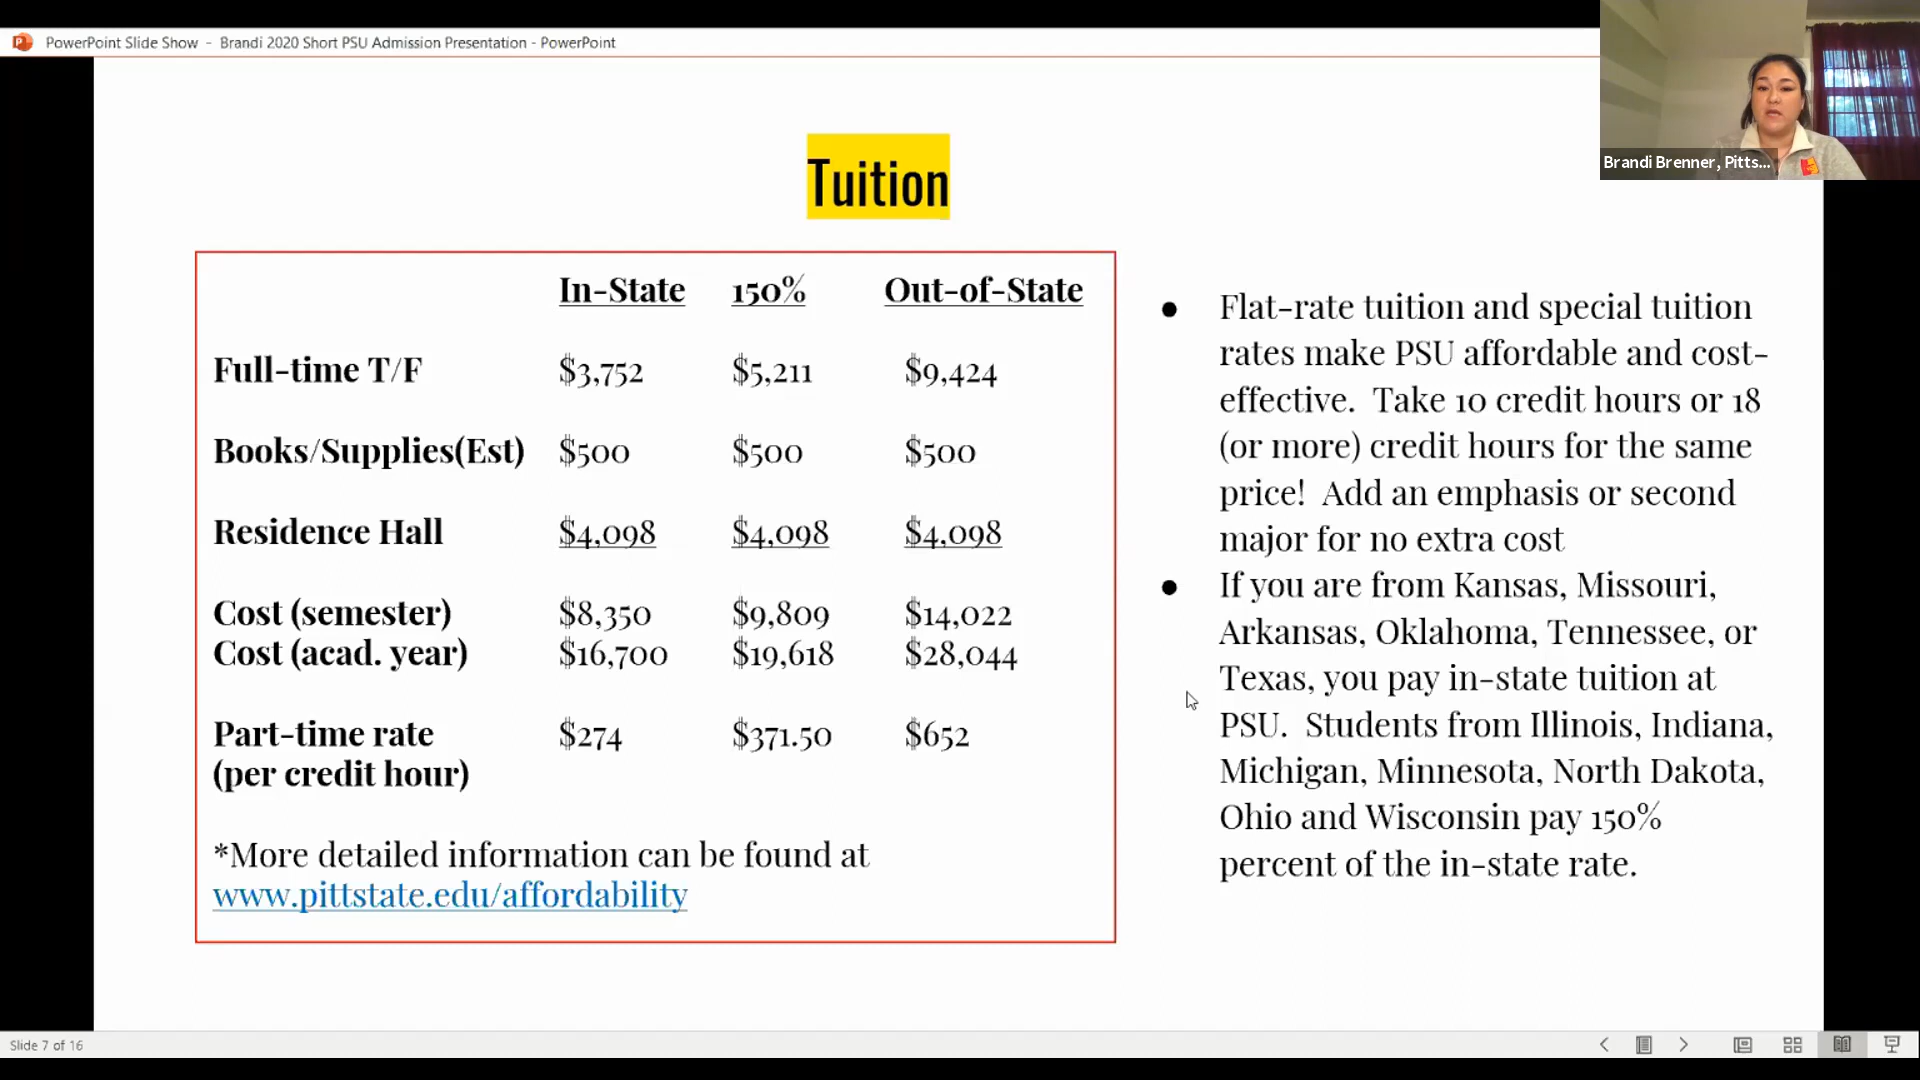 PowerPoint Slide Show - Brandi 2020 Short PSU Admission Presentation - PowerPoint
Brandi Brenner, Pitts...
Tuition
In-State 150% Out-of-State
Full-time T/F $3,752 $5,211 $9,424
Books/Supplies(Est) $500 $500 $500
Residence Hall $4,098 $4,098 $4,098
Cost (semester) $8,350 $9,809 $14,022
Cost (acad. year) $16,700 $19,618 $28,044
Part-time rate $274 $371.50 $652
(per credit hour)
*More detailed information can be found at
www.pittstate.edu/affordability
● Flat-rate tuition and special tuition
rates make PSU affordable and cost-
effective. Take 10 credit hours or 18
(or more) credit hours for the same
price! Add an emphasis or second
major for no extra cost
● If you are from Kansas, Missouri,
Arkansas, Oklahoma, Tennessee, or
Texas, you pay in-state tuition at
PSU. Students from Illinois, Indiana,
Michigan, Minnesota, North Dakota,
Ohio and Wisconsin pay 150%
percent of the in-state rate.
Slide 7 of 16